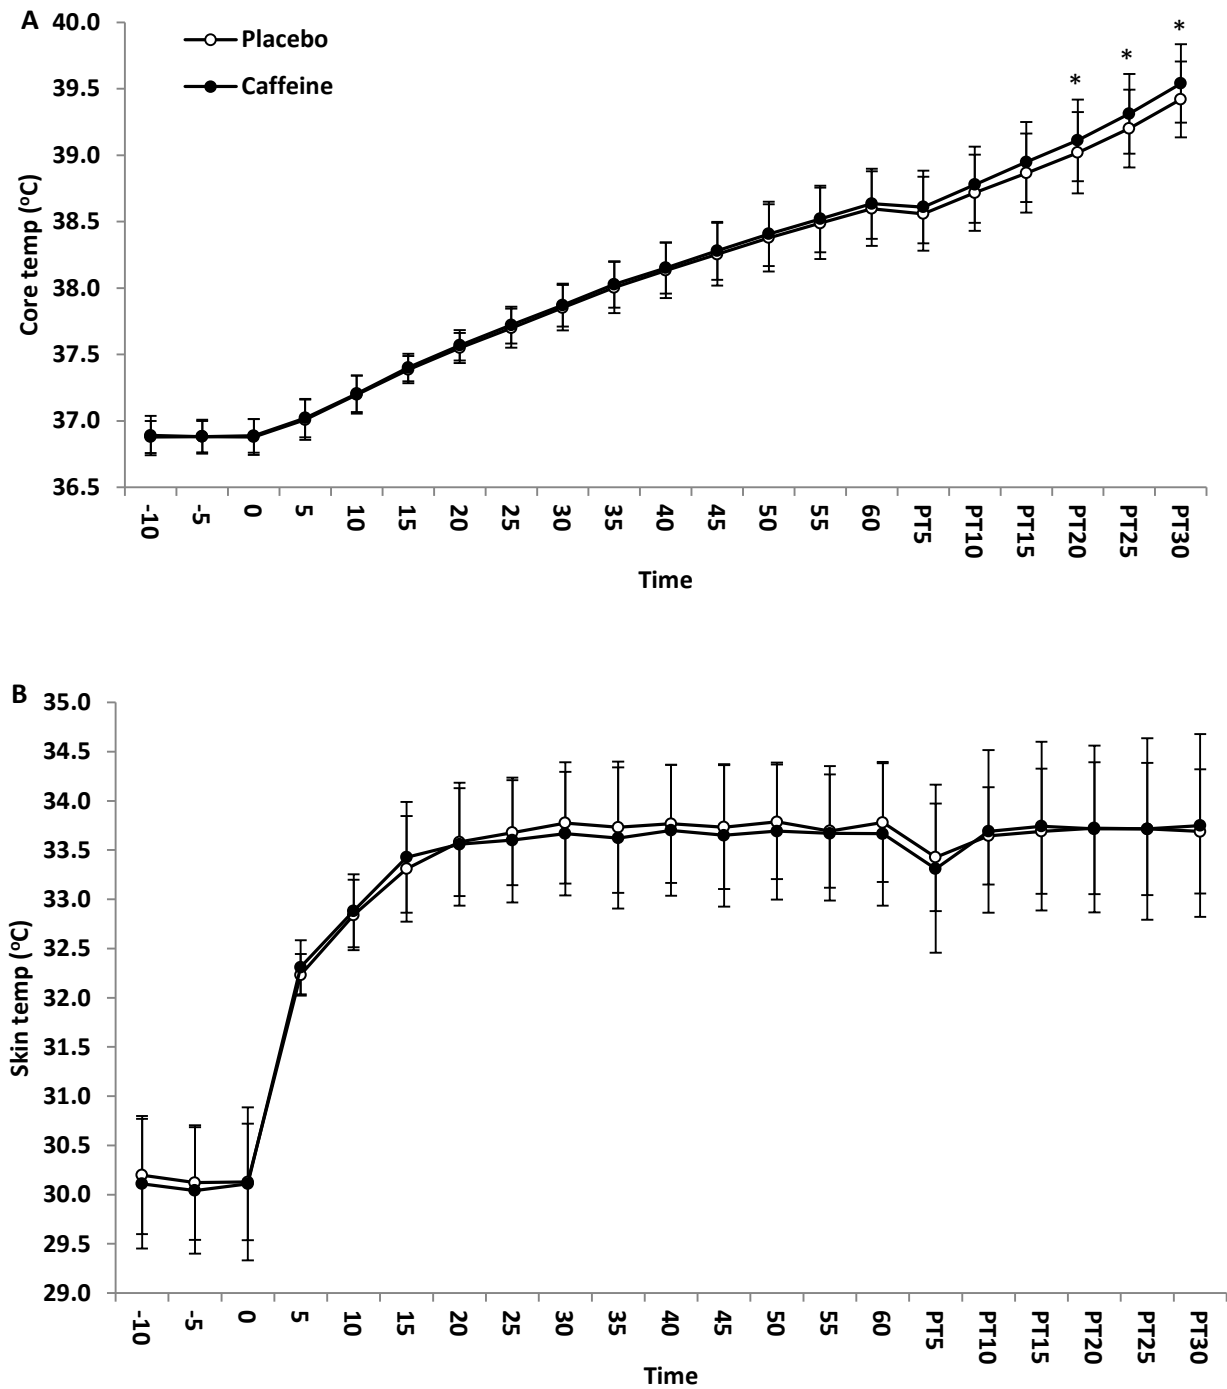 A
40.0
Placebo
Caffeine
39.5
39.0
38.5
38.0
37.5
37.0
36.5
Core temp (ºC)
* * *
-10 -5 0 5 10 15 20 25 30 35 40 45 50 55 60 PT5 PT10 PT15 PT20 PT25 PT30
Time
B
35.0
34.5
34.0
33.5
33.0
32.5
32.0
31.5
31.0
30.5
30.0
29.5
29.0
Skin temp (ºC)
-10 -5 0 5 10 15 20 25 30 35 40 45 50 55 60 PT5 PT10 PT15 PT20 PT25 PT30
Time